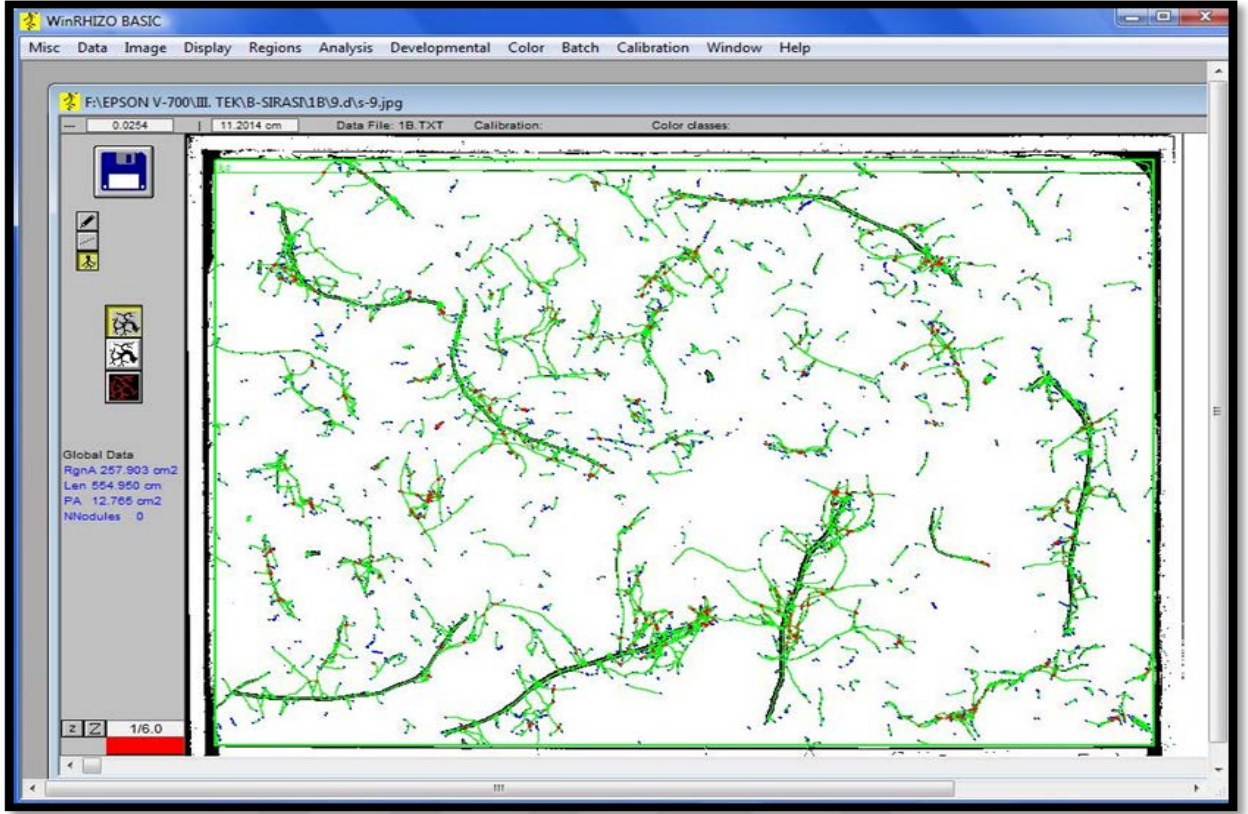 WinRHIZO BASIC
Misc Data Image Display Regions Analysis Developmental Color Batch Calibration Window Help
F:\EPSON V-700\III. TEK\B-SIRASI\1B\9.d\s-9.jpg
--- 0.0254 | 11.2014 cm Data File: 1B.TXT Calibration: Color classes:
Global Data
RgnA 257.903 cm2
Len 554.950 cm
PA 12.765 cm2
NNodules 0
z Z 1/6.0